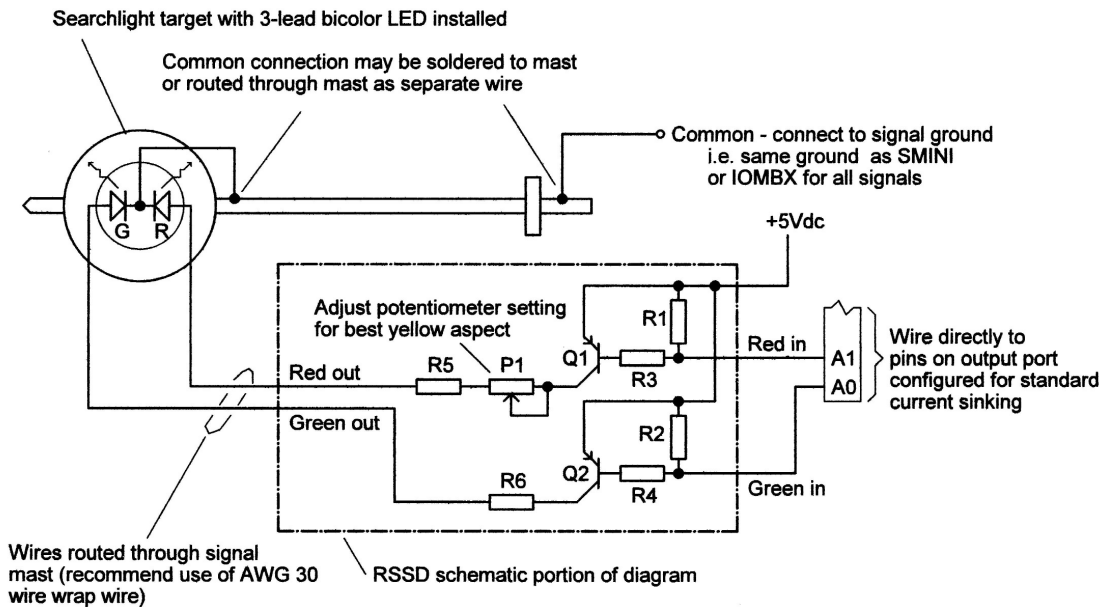 Searchlight target with 3-lead bicolor LED installed
Common connection may be soldered to mast
or routed through mast as separate wire
Common - connect to signal ground
i.e. same ground as SMINI
or IOMBX for all signals
+5Vdc
G
R
Adjust potentiometer setting
for best yellow aspect
R1
Q1
R3
Red in
A1
A0
Wire directly to
pins on output port
configured for standard
current sinking
Red out
R5
P1
Green out
R2
Q2
R4
R6
Green in
Wires routed through signal
mast (recommend use of AWG 30
wire wrap wire)
RSSD schematic portion of diagram